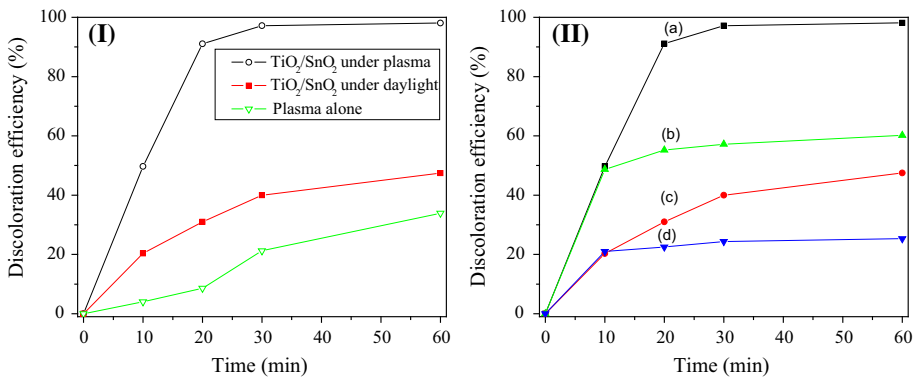 (I)
Discoloration efficiency (%)
100
80
60
40
20
0
TiO2/SnO2 under plasma
TiO2/SnO2 under daylight
Plasma alone
0 10 20 30 40 50 60
Time (min)
(II)
Discoloration efficiency (%)
100
80
60
40
20
0
(a)
(b)
(c)
(d)
0 10 20 30 40 50 60
Time (min)